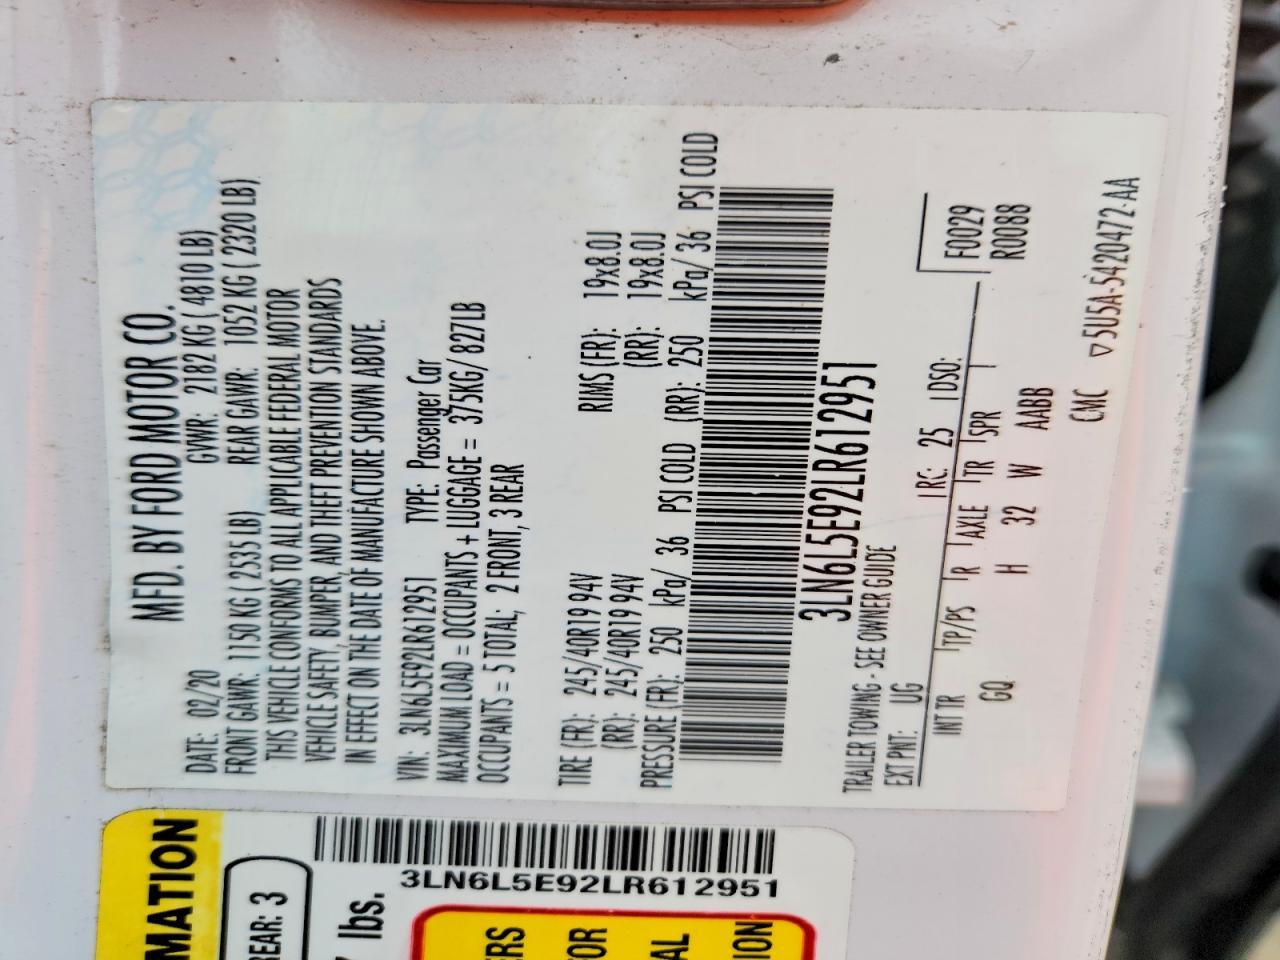 MFD. BY FORD MOTOR CO.
DATE: 02/20 GVWR: 2182 KG ( 4810 LB)
FRONT GAWR: 1150 KG ( 2535 LB) REAR GAWR: 1052 KG ( 2320 LB)
THIS VEHICLE CONFORMS TO ALL APPLICABLE FEDERAL MOTOR
VEHICLE SAFETY, BUMPER, AND THEFT PREVENTION STANDARDS
IN EFFECT ON THE DATE OF MANUFACTURE SHOWN ABOVE.
VIN: 3LN6L5E92LR612951 TYPE: Passenger Car
MAXIMUM LOAD = OCCUPANTS + LUGGAGE = 375KG/ 827LB
OCCUPANTS = 5 TOTAL; 2 FRONT, 3 REAR
TIRE (FR): 245/40R19 94V RIMS (FR): 19x8.0J
(RR): 245/40R19 94V (RR): 19x8.0J
PRESSURE (FR): 250 kPa/ 36 PSI COLD (RR): 250 kPa/ 36 PSI COLD
3LN6L5E92LR612951
TRAILER TOWING - SEE OWNER GUIDE
EXT PNT: UG RC: 25 DSO: F0029
INT TR TP/PS R AXLE TR SPR R0088
GQ H 32 W AABB
CMC ▽5U5A-5420472-AA
MATION
REAR: 3
lbs.
3LN6L5E92LR612951
ERS
OR
AL
ION